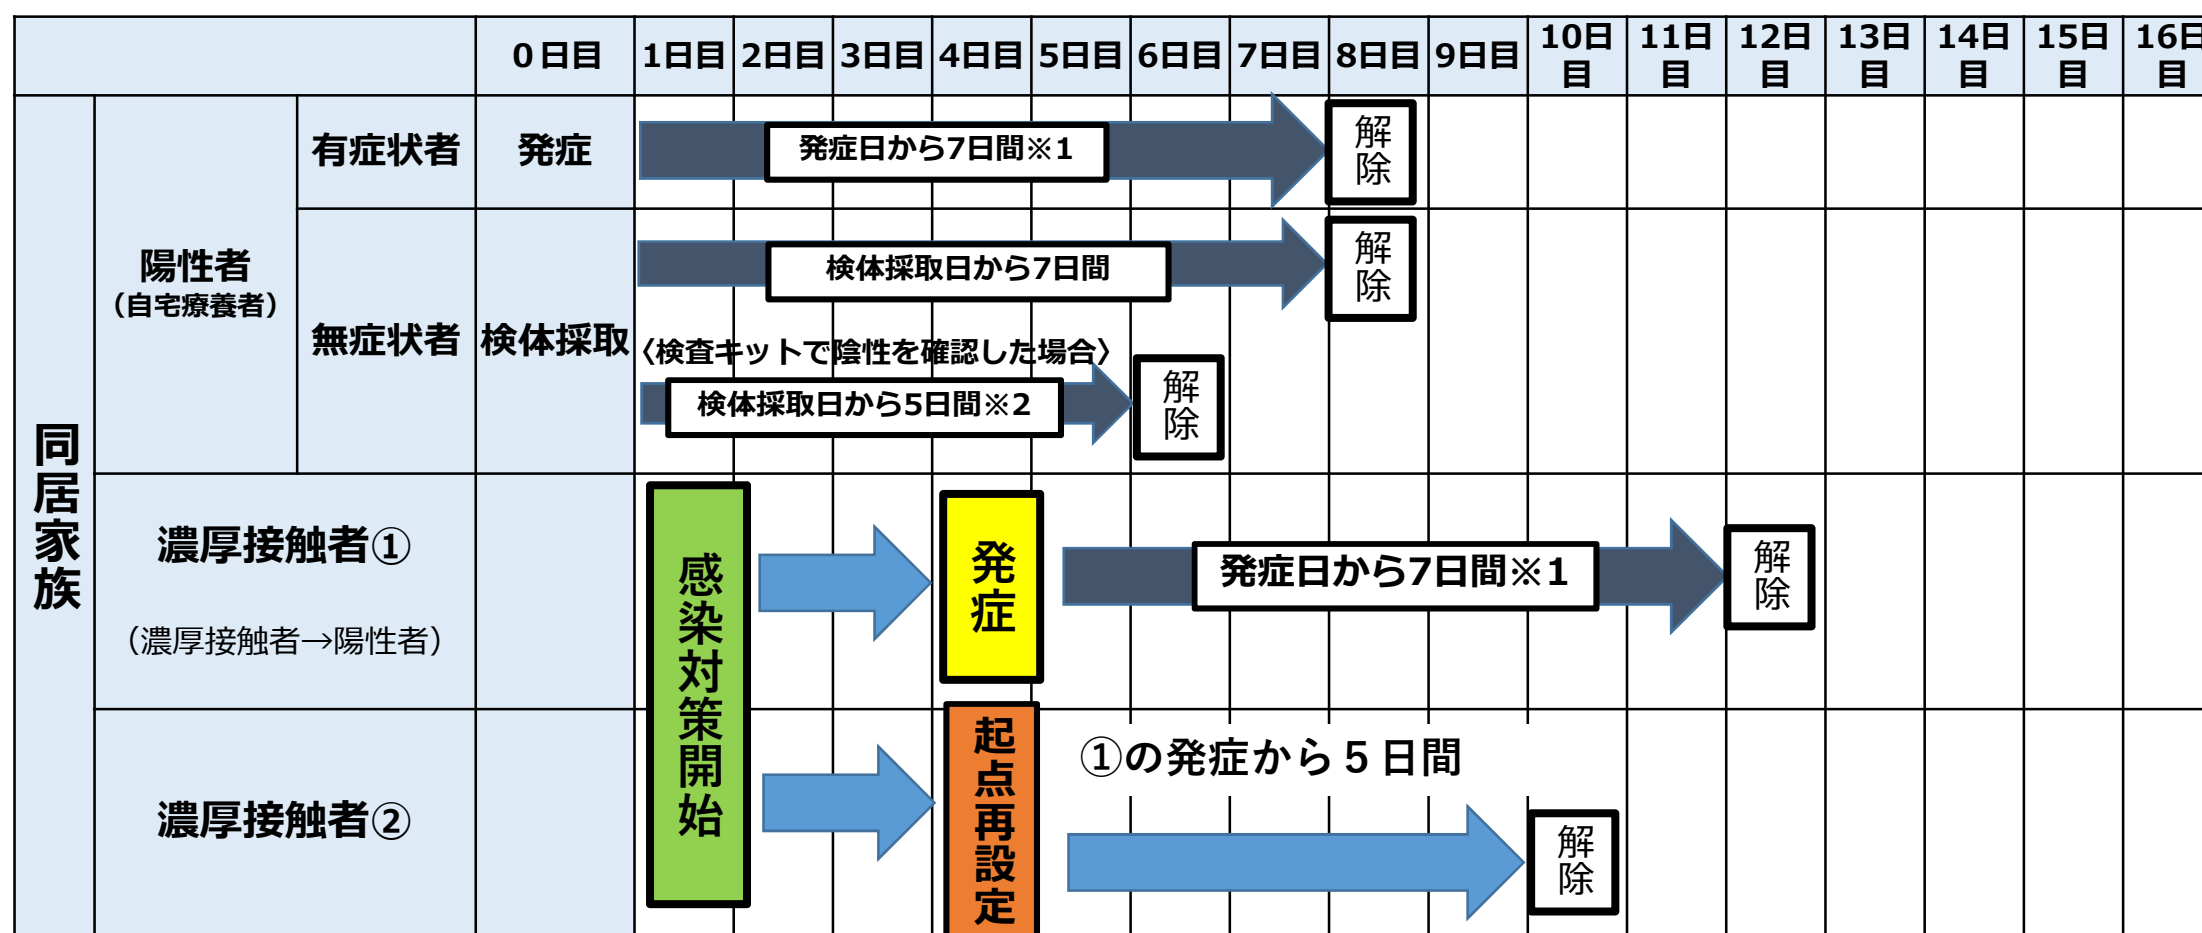 ０日目
1日目
2日目
3日目
4日目
5日目
6日目
7日目
8日目
9日目
10日
目
11日
目
12日
目
13日
目
14日
目
15日
目
16日
目
同居家族
陽性者
（自宅療養者）
有症状者
発症
発症日から7日間※1
解除
無症状者
検体採取
検体採取日から7日間
解除
〈検査キットで陰性を確認した場合〉
検体採取日から5日間※2
解除
濃厚接触者①
（濃厚接触者→陽性者）
感染対策開始
発症
発症日から7日間※1
解除
濃厚接触者②
起点再設定
①の発症から５日間
解除